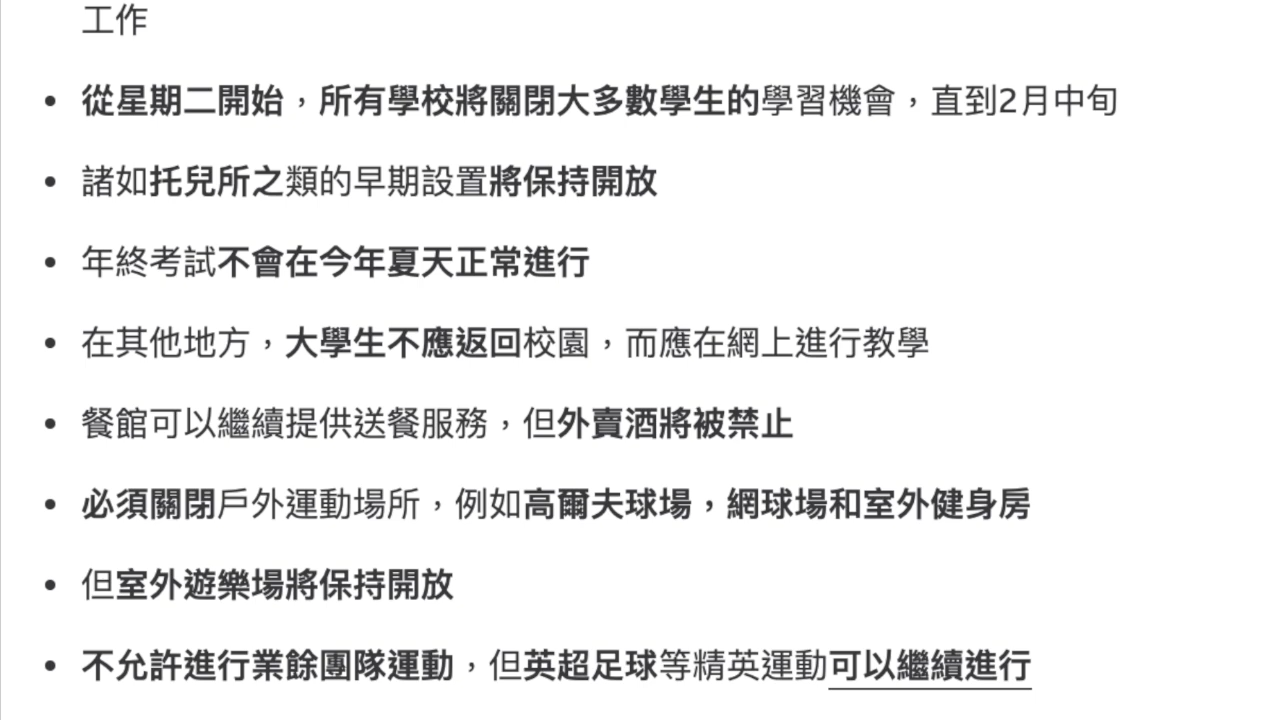 工作
• 從星期二開始，所有學校將關閉大多數學生的學習機會，直到2月中旬
• 諸如托兒所之類的早期設置將保持開放
• 年終考試不會在今年夏天正常進行
• 在其他地方，大學生不應返回校園，而應在網上進行教學
• 餐館可以繼續提供送餐服務，但外賣酒將被禁止
• 必須關閉戶外運動場所，例如高爾夫球場，網球場和室外健身房
• 但室外遊樂場將保持開放
• 不允許進行業餘團隊運動，但英超足球等精英運動可以繼續進行